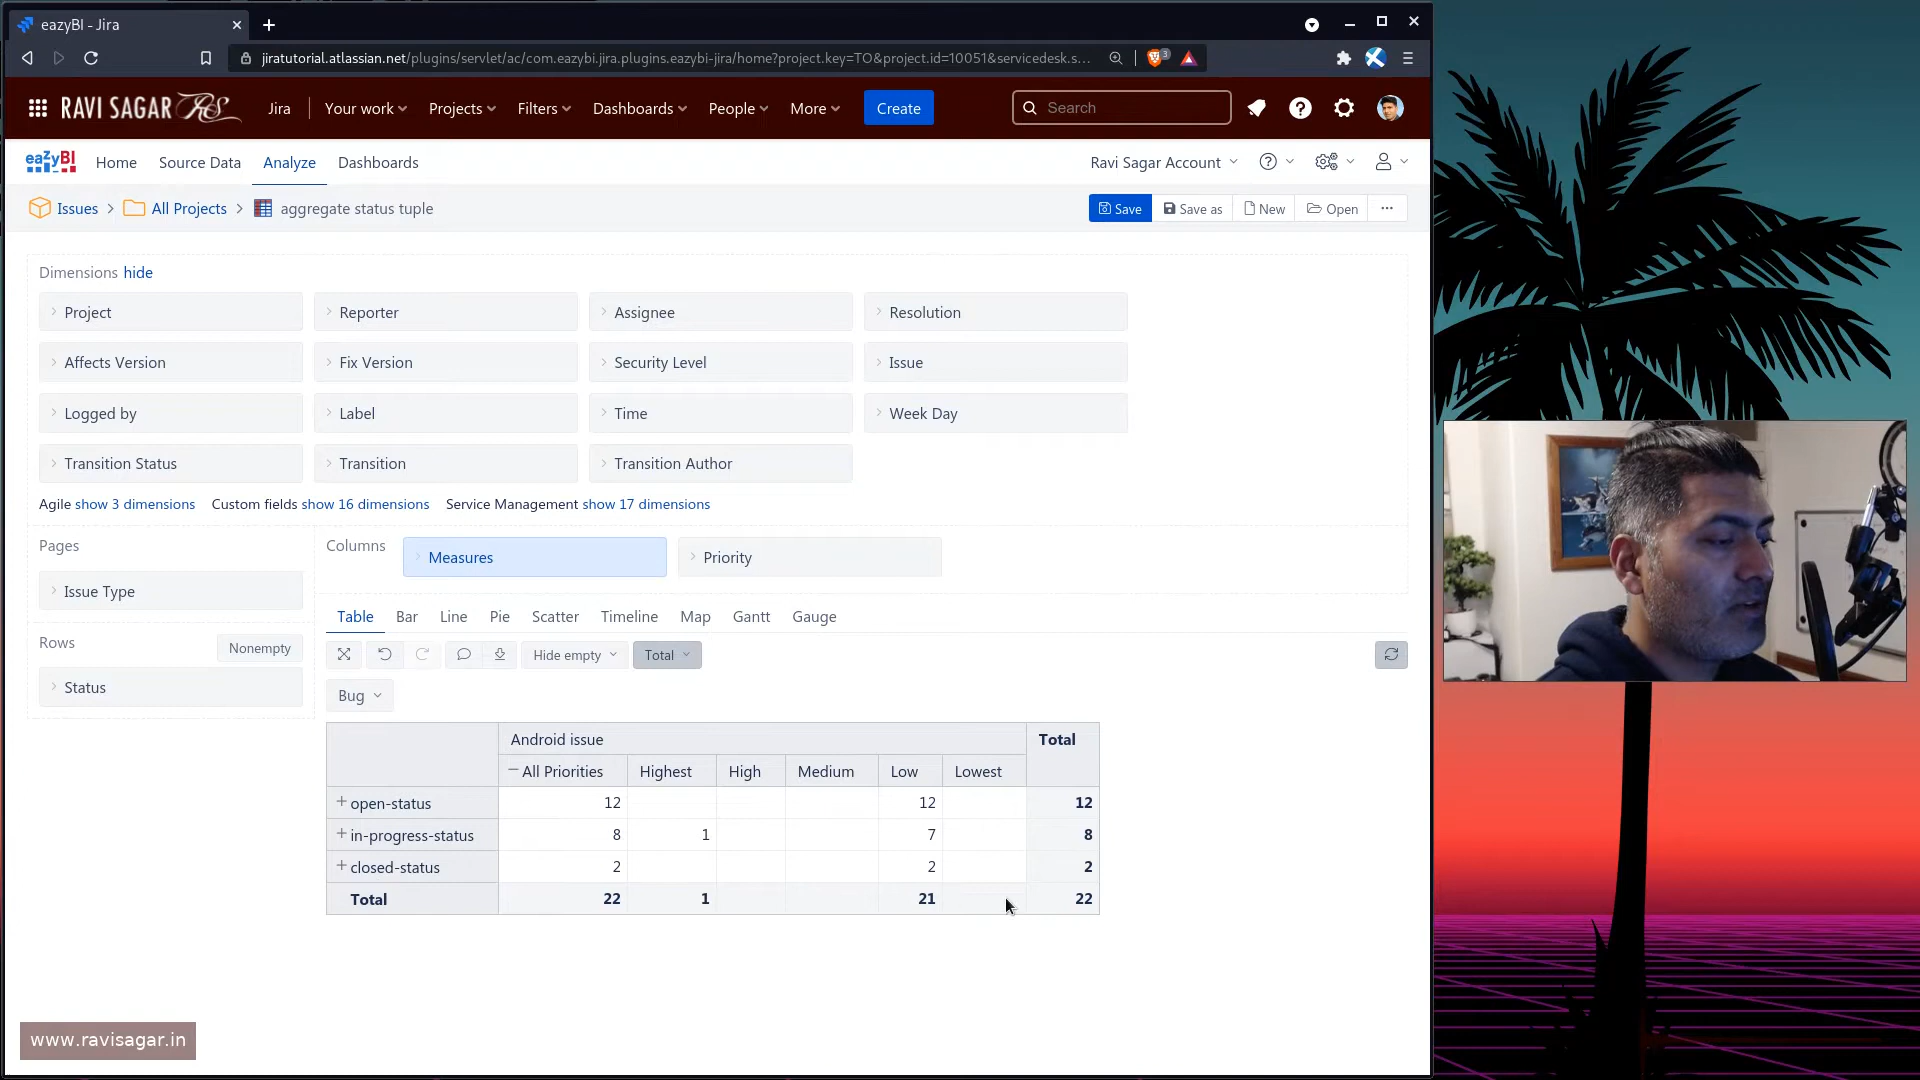 eazyBI - Jira
jiratutorial.atlassian.net/plugins/servlet/ac/com.eazybi.jira.plugins.eazybi-jira/home?project.key=TO&project.id=10051&servicedesk.s...
3
RAVI SAGAR RS Jira Your work Projects Filters Dashboards People More Create Search
eazyBI Home Source Data Analyze Dashboards Ravi Sagar Account
Issues > All Projects > aggregate status tuple Save Save as New Open ...
Dimensions hide
Project Reporter Assignee Resolution
Affects Version Fix Version Security Level Issue
Logged by Label Time Week Day
Transition Status Transition Transition Author
Agile show 3 dimensions Custom fields show 16 dimensions Service Management show 17 dimensions
Pages Columns Measures Priority
Issue Type
Table Bar Line Pie Scatter Timeline Map Gantt Gauge
Rows Nonempty Hide empty Total
Status Bug
Android issue Total
All Priorities Highest High Medium Low Lowest
open-status 12 12 12
in-progress-status 8 1 7 8
closed-status 2 2 2
Total 22 1 21 22
www.ravisagar.in